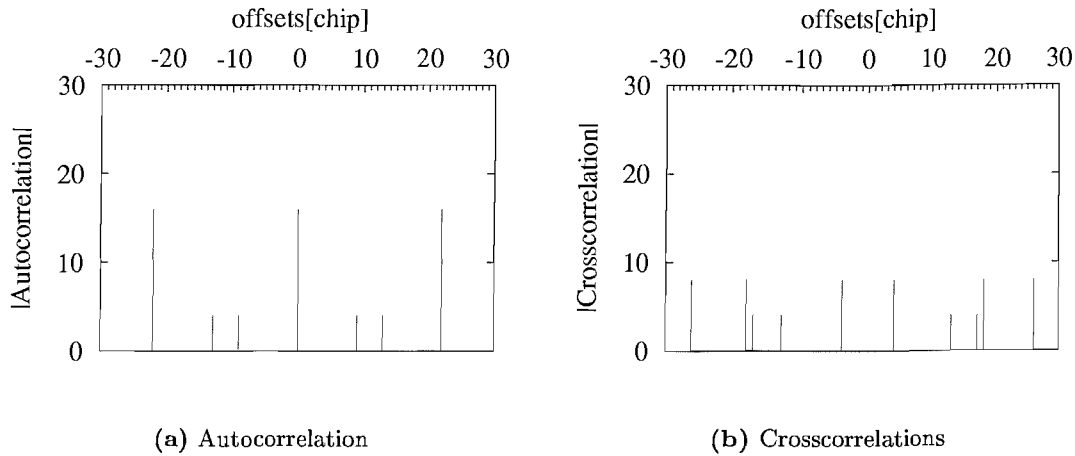 offsets[chip]
-30 -20 -10 0 10 20 30
30
20
10
0
|Autocorrelation|
(a) Autocorrelation
offsets[chip]
-30 -20 -10 0 10 20 30
30
20
10
0
|Crosscorrelation|
(b) Crosscorrelations